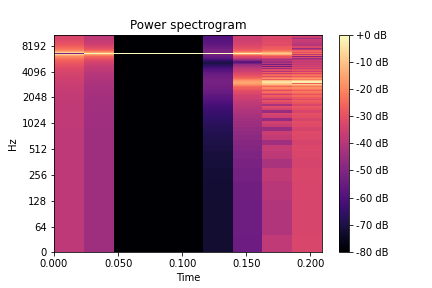 Power spectrogram
8192
4096
2048
1024
512
256
128
64
0
Hz
0.000 0.050 0.100 0.150 0.200
Time
+0 dB
-10 dB
-20 dB
-30 dB
-40 dB
-50 dB
-60 dB
-70 dB
-80 dB